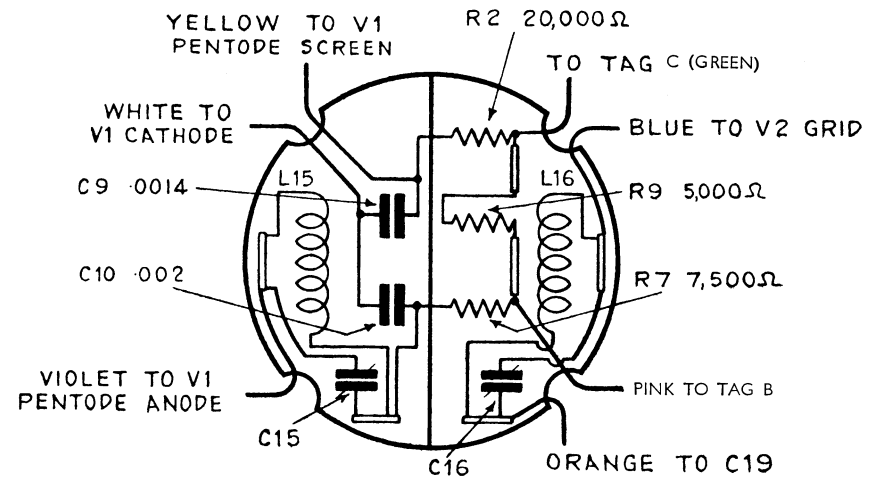 YELLOW TO V1
PENTODE SCREEN
R2 20,000Ω
TO TAG C (GREEN)
WHITE TO
V1 CATHODE
BLUE TO V2 GRID
L15
L16
C9 .0014
R9 5,000Ω
C10 .002
R7 7,500Ω
VIOLET TO V1
PENTODE ANODE
PINK TO TAG B
C15
C16
ORANGE TO C19